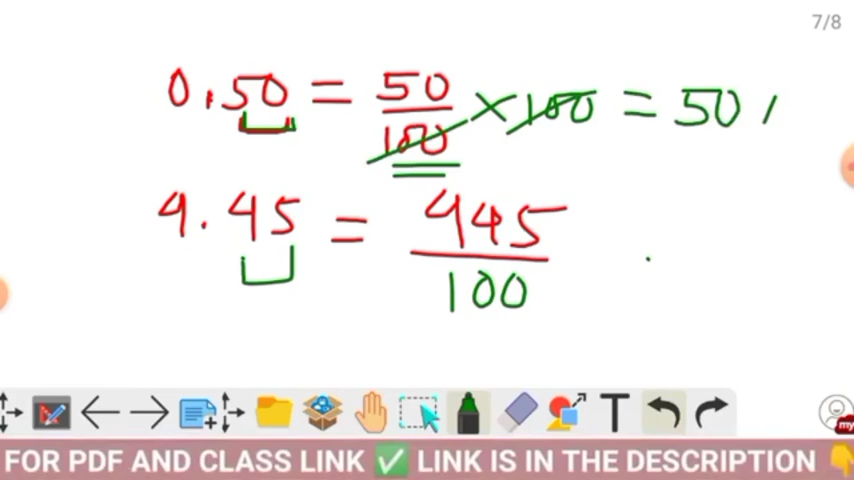 7/8
0.50 = 50/100 × 100 = 50
4.45 = 445/100
T
my
FOR PDF AND CLASS LINK ✅ LINK IS IN THE DESCRIPTION 👇